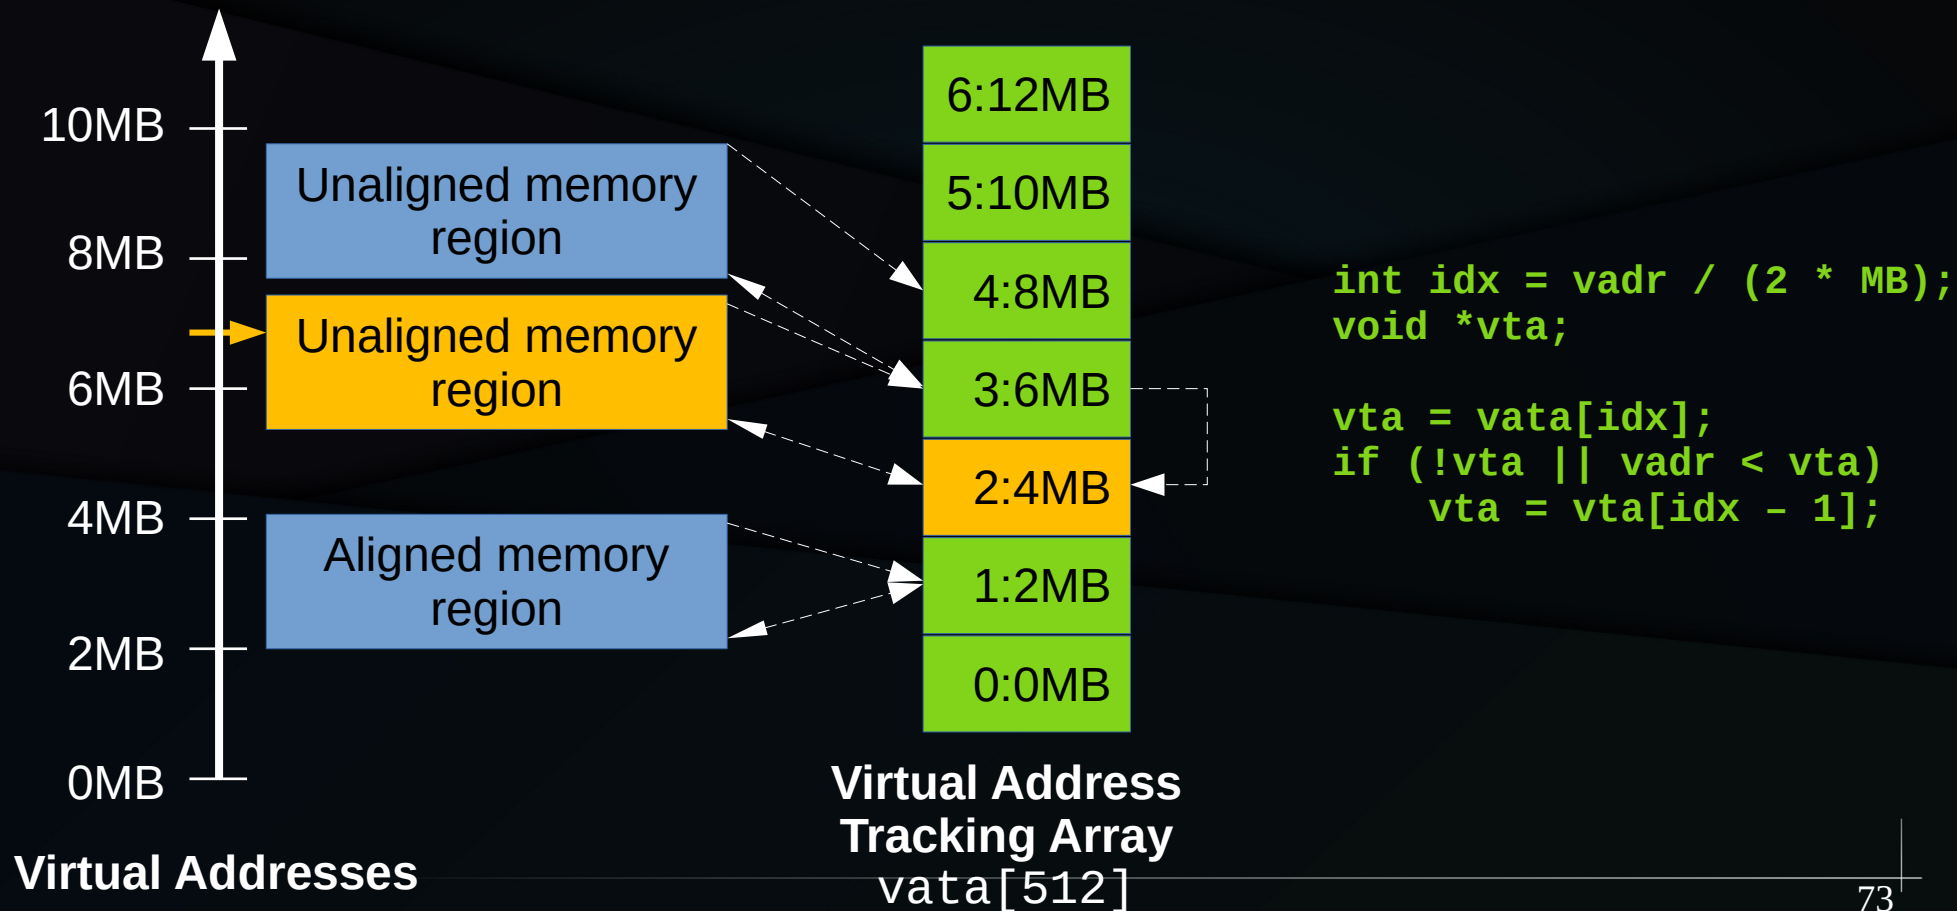 10MB
8MB
6MB
4MB
2MB
0MB
Virtual Addresses
Unaligned memory
region
Unaligned memory
region
Aligned memory
region
6:12MB
5:10MB
4:8MB
3:6MB
2:4MB
1:2MB
0:0MB
Virtual Address
Tracking Array
vata[512]
int idx = vadr / (2 * MB);
void *vta;
vta = vata[idx];
if (!vta || vadr < vta)
    vta = vta[idx – 1];
73